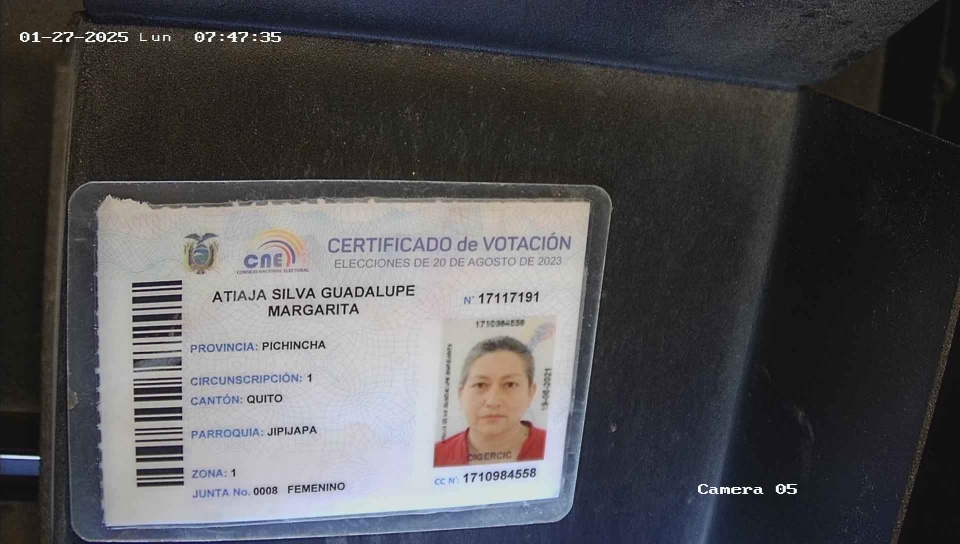 01-27-2025 Lun 07:47:35
CNE
CONSEJO NACIONAL ELECTORAL
CERTIFICADO de VOTACIÓN
ELECCIONES DE 20 DE AGOSTO DE 2023
ATIAJA SILVA GUADALUPE
MARGARITA
N° 17117191
PROVINCIA: PICHINCHA
CIRCUNSCRIPCIÓN: 1
CANTÓN: QUITO
PARROQUIA: JIPIJAPA
ZONA: 1
JUNTA No. 0008 FEMENINO
1710984558
19-08-2021
DIGERCIC
CC N°: 1710984558
Camera 05